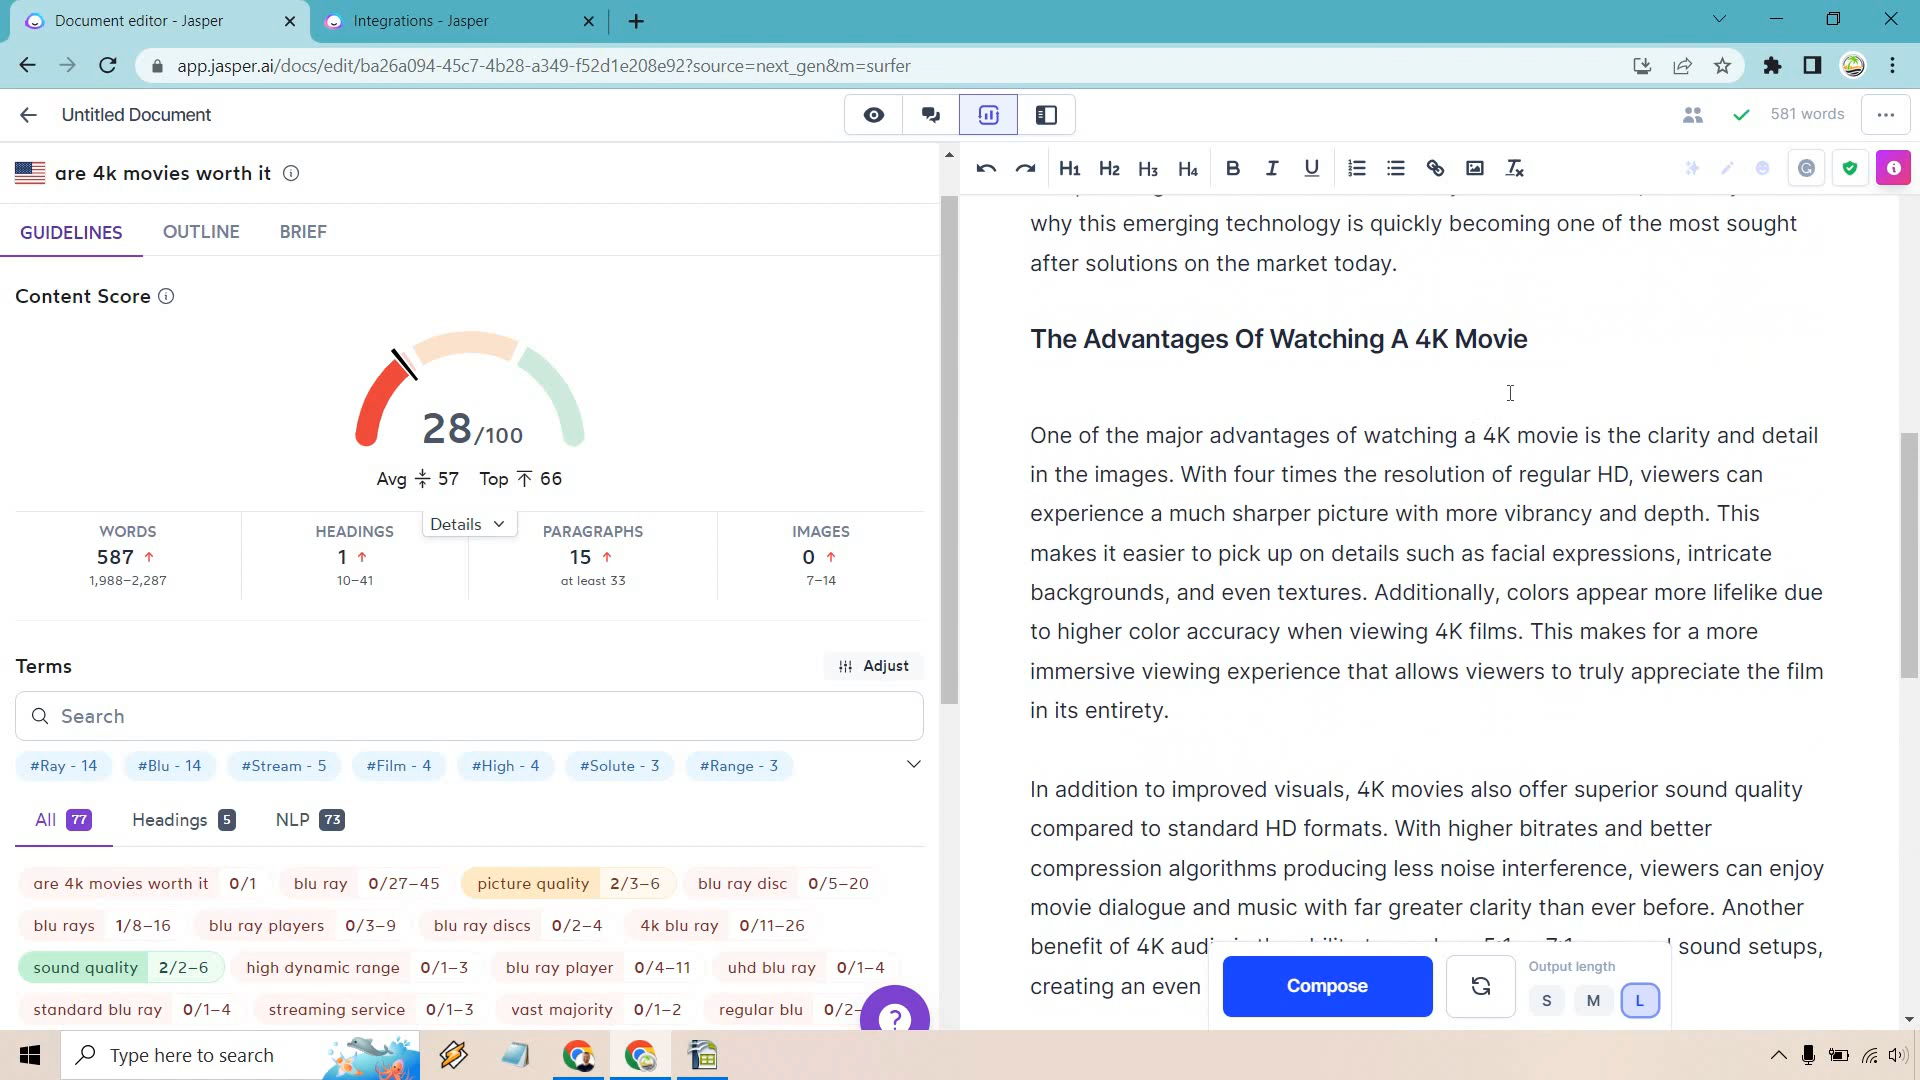 Document editor - Jasper
Integrations - Jasper
app.jasper.ai/docs/edit/ba26a094-45c7-4b28-a349-f52d1e208e92?source=next_gen&m=surfer
Untitled Document
581 words
are 4k movies worth it
H1 H2 H3 H4 B I U
GUIDELINES OUTLINE BRIEF
Content Score
28/100
Avg 57 Top 66
Details
WORDS HEADINGS PARAGRAPHS IMAGES
587 1 15 0
1,988–2,287 10–41 at least 33 7–14
Terms Adjust
Search
#Ray - 14 #Blu - 14 #Stream - 5 #Film - 4 #High - 4 #Solute - 3 #Range - 3
All 77 Headings 5 NLP 73
are 4k movies worth it 0/1 blu ray 0/27–45 picture quality 2/3–6 blu ray disc 0/5–20
blu rays 1/8–16 blu ray players 0/3–9 blu ray discs 0/2–4 4k blu ray 0/11–26
sound quality 2/2–6 high dynamic range 0/1–3 blu ray player 0/4–11 uhd blu ray 0/1–4
standard blu ray 0/1–4 streaming service 0/1–3 vast majority 0/1–2 regular blu 0/2–
?
why this emerging technology is quickly becoming one of the most sought
after solutions on the market today.
The Advantages Of Watching A 4K Movie
One of the major advantages of watching a 4K movie is the clarity and detail
in the images. With four times the resolution of regular HD, viewers can
experience a much sharper picture with more vibrancy and depth. This
makes it easier to pick up on details such as facial expressions, intricate
backgrounds, and even textures. Additionally, colors appear more lifelike due
to higher color accuracy when viewing 4K films. This makes for a more
immersive viewing experience that allows viewers to truly appreciate the film
in its entirety.
In addition to improved visuals, 4K movies also offer superior sound quality
compared to standard HD formats. With higher bitrates and better
compression algorithms producing less noise interference, viewers can enjoy
movie dialogue and music with far greater clarity than ever before. Another
benefit of 4K sound setups,
creating an even
Compose
Output length
S M L
Type here to search